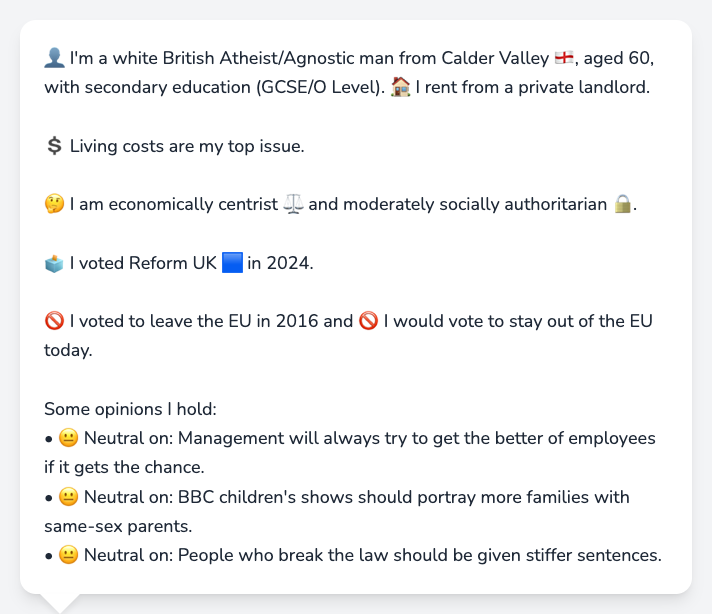 👤 I'm a white British Atheist/Agnostic man from Calder Valley 🏴󠁧󠁢󠁥󠁮󠁧󠁿, aged 60,
with secondary education (GCSE/O Level). 🏠 I rent from a private landlord.
💲 Living costs are my top issue.
🤔 I am economically centrist ⚖️ and moderately socially authoritarian 🔒.
🗳️ I voted Reform UK 🟦 in 2024.
🚫 I voted to leave the EU in 2016 and 🚫 I would vote to stay out of the EU
today.
Some opinions I hold:
• 😐 Neutral on: Management will always try to get the better of employees
if it gets the chance.
• 😐 Neutral on: BBC children's shows should portray more families with
same-sex parents.
• 😐 Neutral on: People who break the law should be given stiffer sentences.